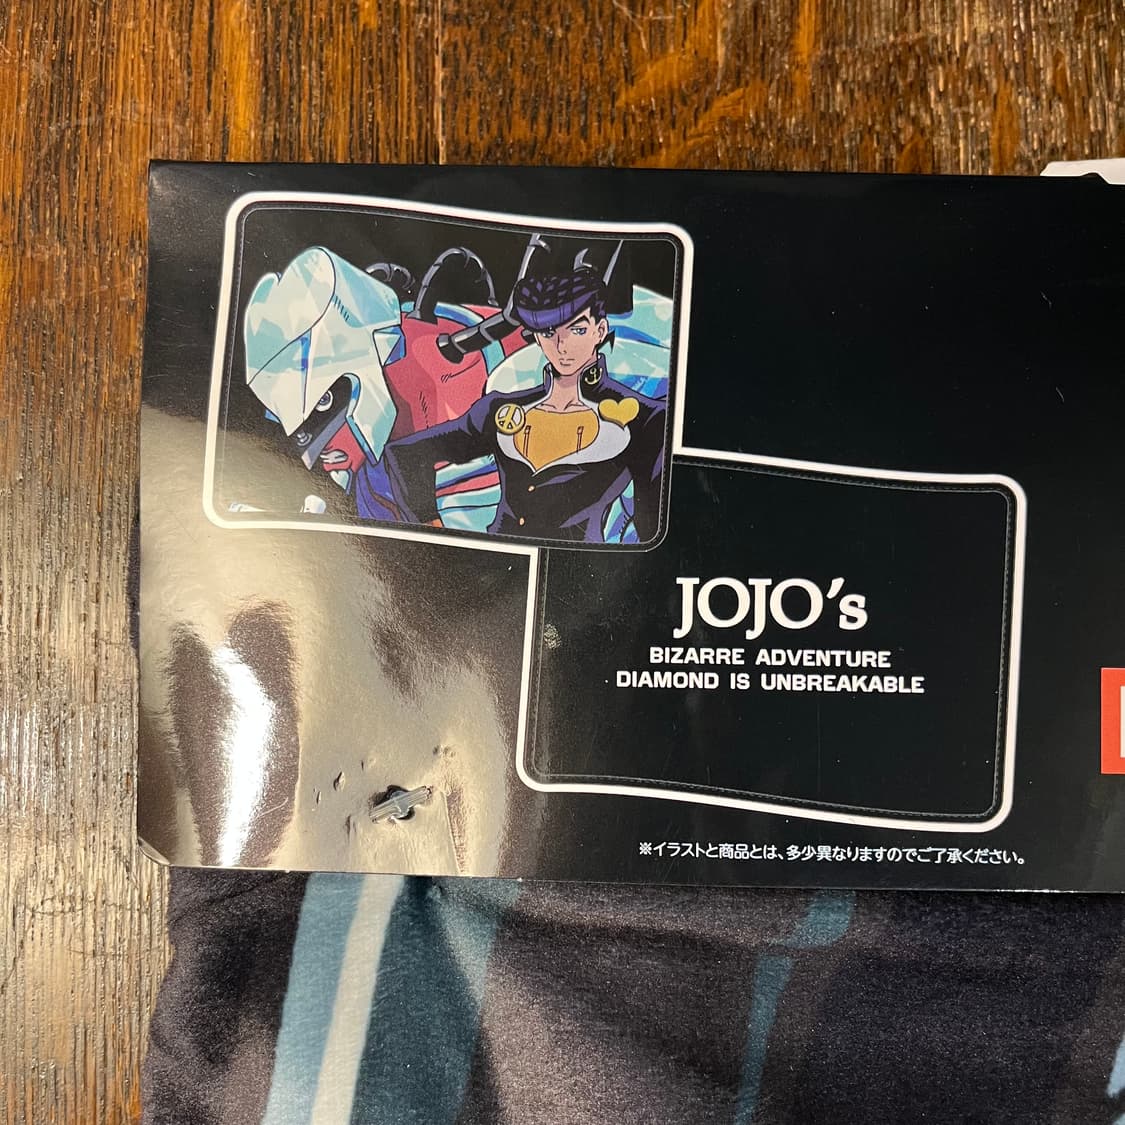 JOJO's
BIZARRE ADVENTURE
DIAMOND IS UNBREAKABLE
※イラストと商品とは、多少異なりますのでご了承ください。